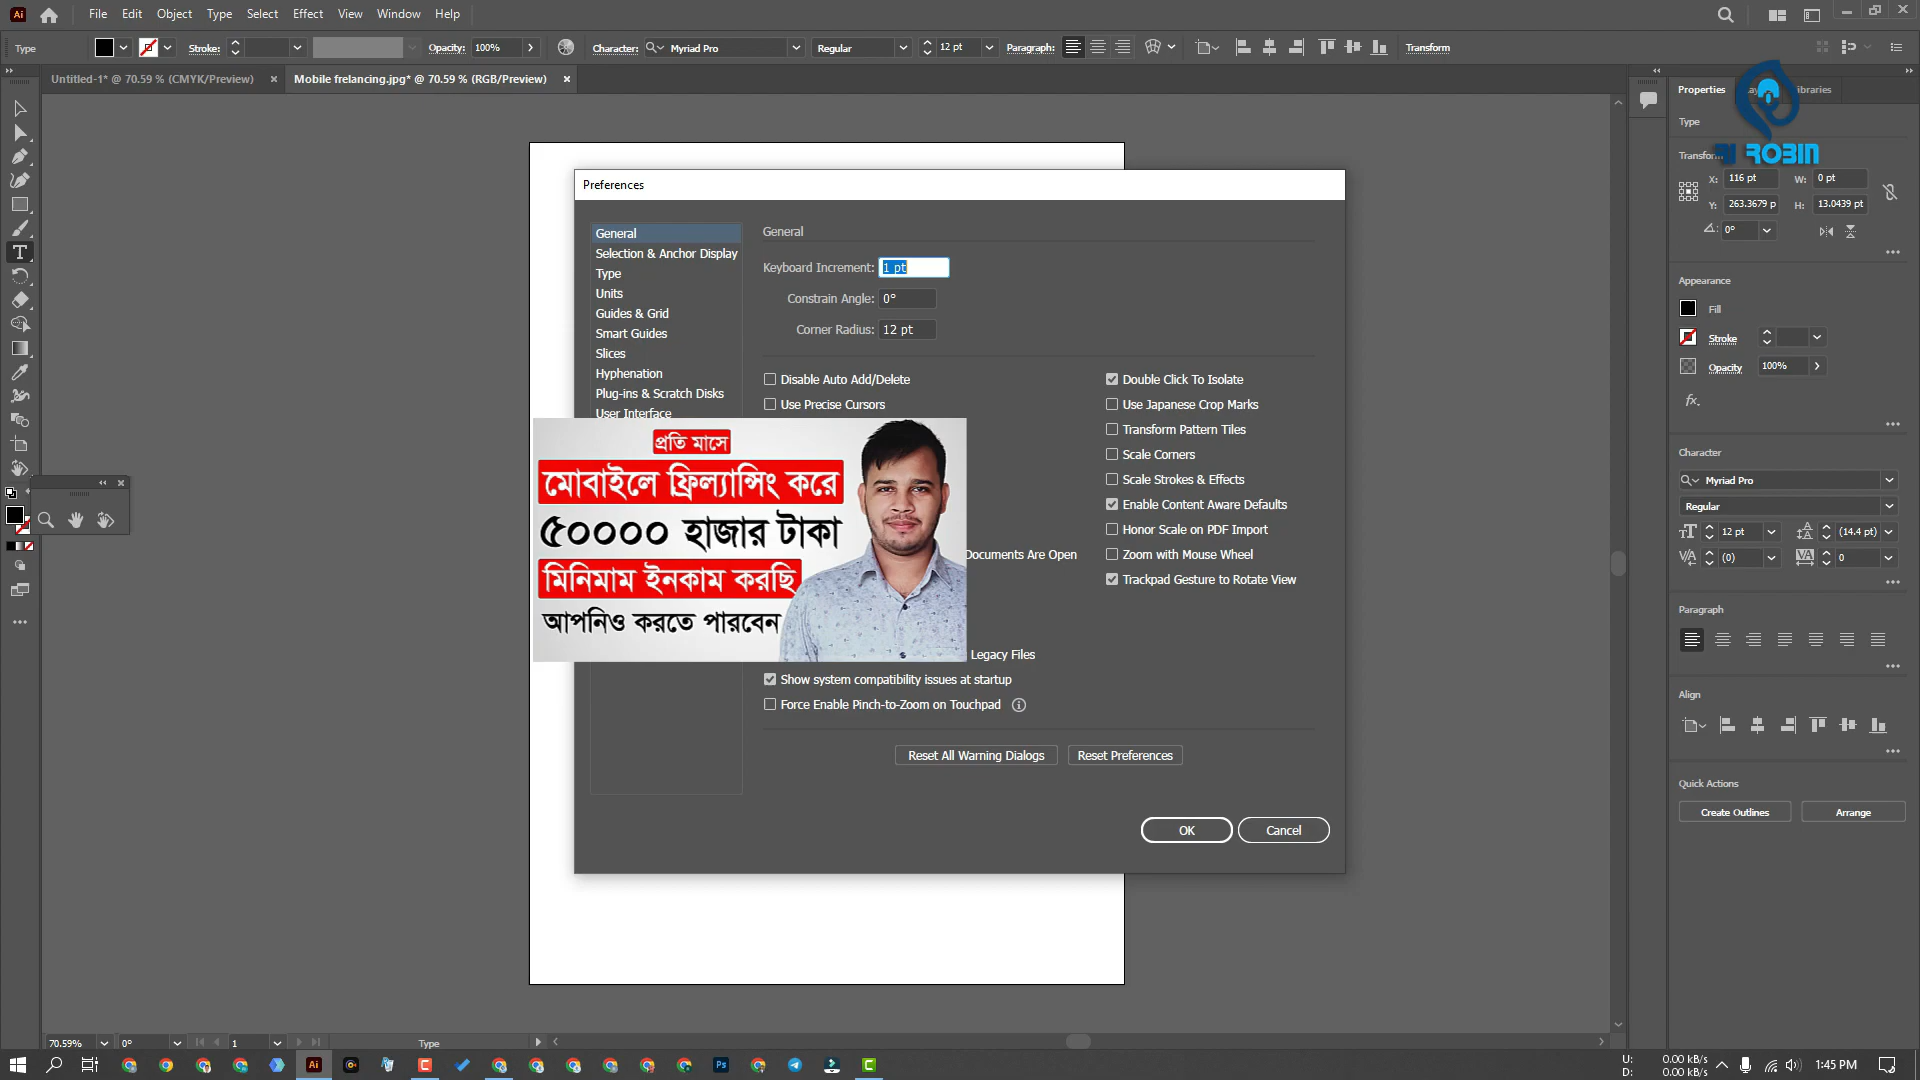 File Edit Object Type Select Effect View Window Help
Type Stroke: Opacity: 100% Character: Myriad Pro Regular 12 pt Paragraph: Transform
Untitled-1* @ 70.59 % (CMYK/Preview) × Mobile frelancing.jpg* @ 70.59 % (RGB/Preview) ×
Properties
Type
Transform
ROBIN
X: 116 pt W: 0 pt
Y: 263.3679 p H: 13.0439 pt
0°
Appearance
Fill
Stroke
Opacity 100%
fx.
Character
Myriad Pro
Regular
12 pt (14.4 pt)
(0) 0
Paragraph
Align
Quick Actions
Create Outlines Arrange
Preferences
General
Selection & Anchor Display
Type
Units
Guides & Grid
Smart Guides
Slices
Hyphenation
Plug-ins & Scratch Disks
User Interface
General
Keyboard Increment: 1 pt
Constrain Angle: 0°
Corner Radius: 12 pt
Disable Auto Add/Delete
Use Precise Cursors
Double Click To Isolate
Use Japanese Crop Marks
Transform Pattern Tiles
Scale Corners
Scale Strokes & Effects
Enable Content Aware Defaults
Honor Scale on PDF Import
Zoom with Mouse Wheel
Trackpad Gesture to Rotate View
Documents Are Open
Legacy Files
Show system compatibility issues at startup
Force Enable Pinch-to-Zoom on Touchpad
Reset All Warning Dialogs Reset Preferences
OK Cancel
প্রতি মাসে
মোবাইলে ফ্রিল্যান্সিং করে
৫০০০০ হাজার টাকা
মিনিমাম ইনকাম করছি
আপনিও করতে পারবেন
70.59% 0° 1 Type
U: 0.00 kB/s
D: 0.00 kB/s
1:45 PM